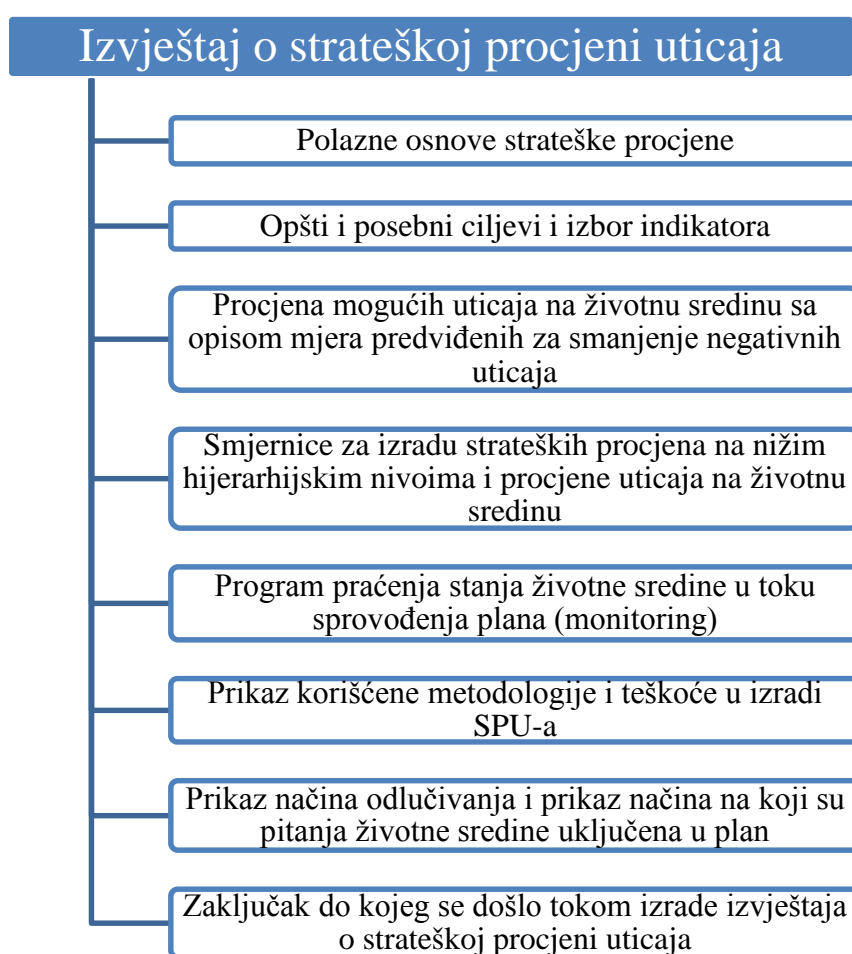 Izvještaj o strateškoj procjeni uticaja
Polazne osnove strateške procjene
Opšti i posebni ciljevi i izbor indikatora
Procjena mogućih uticaja na životnu sredinu sa
opisom mjera predviđenih za smanjenje negativnih
uticaja
Smjernice za izradu strateških procjena na nižim
hijerarhijskim nivoima i procjene uticaja na životnu
sredinu
Program praćenja stanja životne sredine u toku
sprovođenja plana (monitoring)
Prikaz korišćene metodologije i teškoće u izradi
SPU-a
Prikaz načina odlučivanja i prikaz načina na koji su
pitanja životne sredine uključena u plan
Zaključak do kojeg se došlo tokom izrade izvještaja
o strateškoj procjeni uticaja